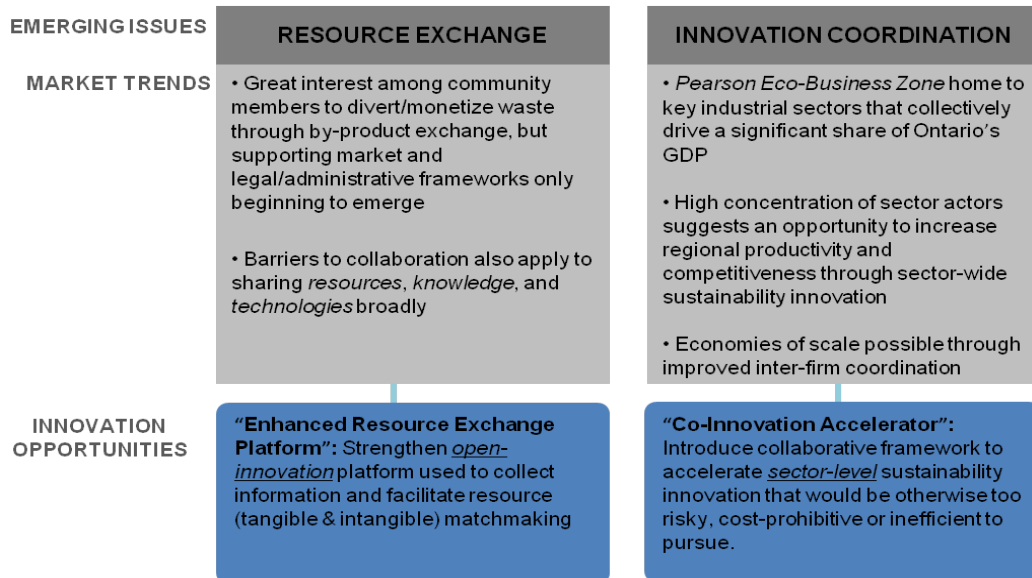 EMERGING ISSUES
RESOURCE EXCHANGE
INNOVATION COORDINATION
MARKET TRENDS
• Great interest among community
members to divert/monetize waste
through by-product exchange, but
supporting market and
legal/administrative frameworks only
beginning to emerge
• Barriers to collaboration also apply to
sharing resources, knowledge, and
technologies broadly
• Pearson Eco-Business Zone home to
key industrial sectors that collectively
drive a significant share of Ontario's
GDP
• High concentration of sector actors
suggests an opportunity to increase
regional productivity and
competitiveness through sector-wide
sustainability innovation
• Economies of scale possible through
improved inter-firm coordination
INNOVATION
OPPORTUNITIES
“Enhanced Resource Exchange
Platform”: Strengthen open-
innovation platform used to collect
information and facilitate resource
(tangible & intangible) matchmaking
“Co-Innovation Accelerator”:
Introduce collaborative framework to
accelerate sector-level sustainability
innovation that would be otherwise too
risky, cost-prohibitive or inefficient to
pursue.